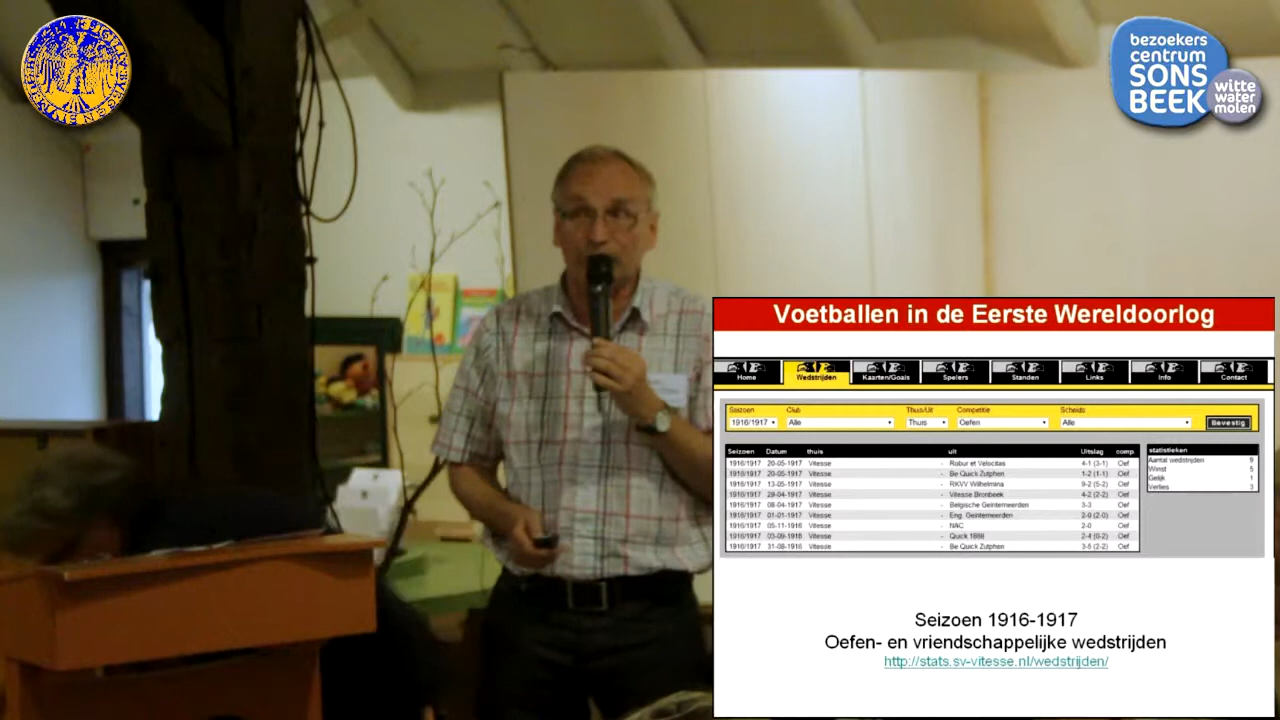 bezoekers
centrum
SONS
BEEK
witte
water
molen
Voetballen in de Eerste Wereldoorlog
Home Wedstrijden Kaarten/Goals Spelers Standen Links Info Contact
Seizoen Club Thuis/Uit Competitie Scheids
1916/1917 Alle Thuis Oefen Alle Bevestig
Seizoen Datum thuis uit Uitslag comp.
1916/1917 20-05-1917 Vitesse - Robur et Velocitas 4-1 (3-1) Oef
1916/1917 20-05-1917 Vitesse - Be Quick Zutphen 1-2 (1-1) Oef
1916/1917 13-05-1917 Vitesse - RKVV Wilhelmina 9-2 (5-2) Oef
1916/1917 29-04-1917 Vitesse - Vitesse Bronbeek 4-2 (2-2) Oef
1916/1917 08-04-1917 Vitesse - Belgische Geinterneerden 3-3 Oef
1916/1917 01-01-1917 Vitesse - Eng. Geinterneerden 2-0 (2-0) Oef
1916/1917 05-11-1916 Vitesse - NAC 2-0 Oef
1916/1917 03-09-1916 Vitesse - Quick 1888 2-4 (0-2) Oef
1916/1917 31-08-1916 Vitesse - Be Quick Zutphen 3-5 (2-2) Oef
statistieken
Aantal wedstrijden 9
Winst 5
Gelijk 1
Verlies 3
Seizoen 1916-1917
Oefen- en vriendschappelijke wedstrijden
http://stats.sv-vitesse.nl/wedstrijden/